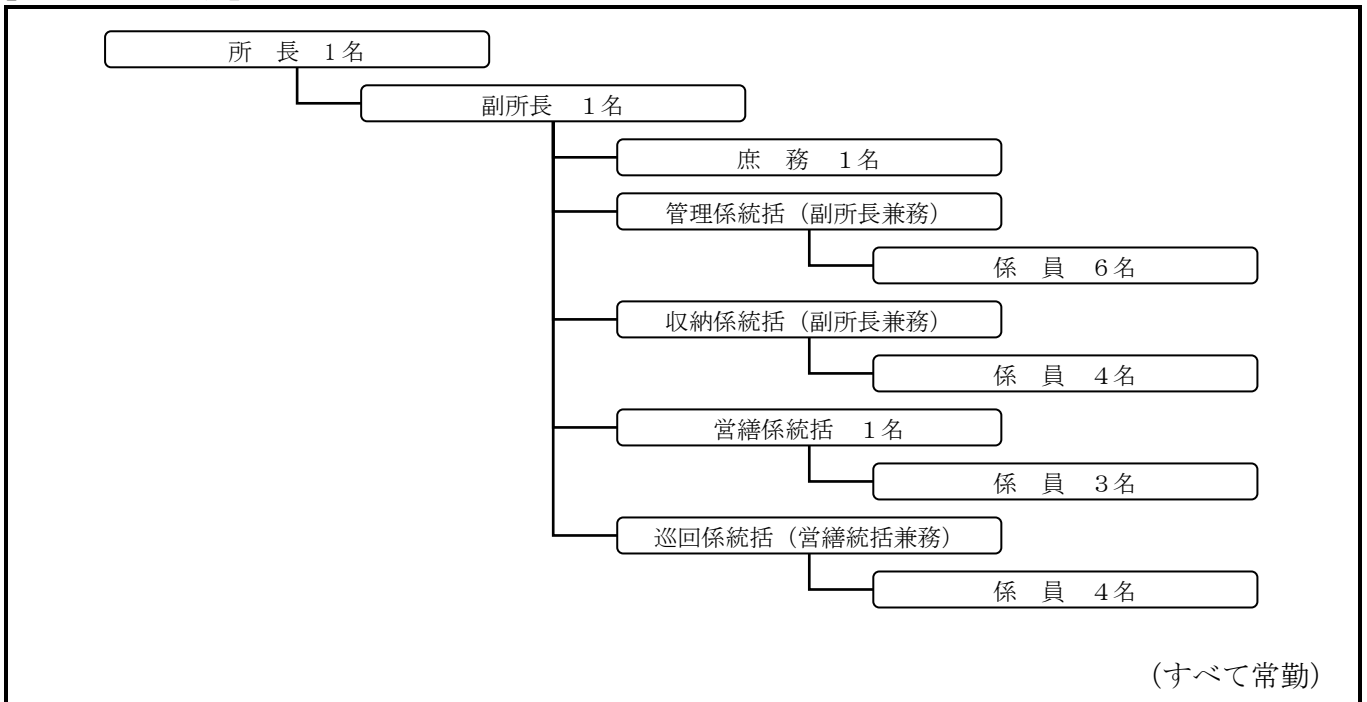 所　長　１名
副所長　１名
庶　務　１名
管理係統括（副所長兼務）
係　員　６名
収納係統括（副所長兼務）
係　員　４名
営繕係統括　１名
係　員　３名
巡回係統括（営繕統括兼務）
係　員　４名
（すべて常勤）